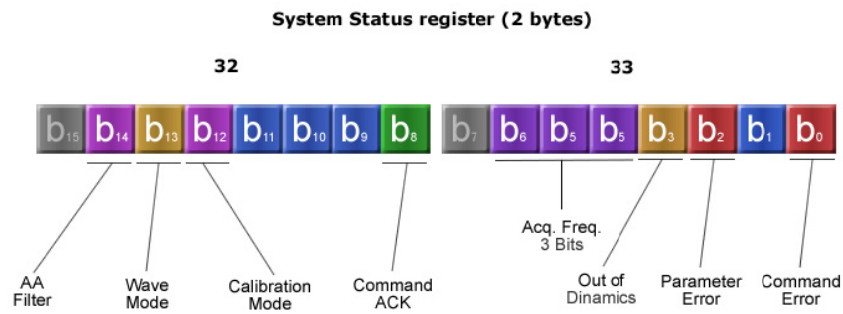 System Status register (2 bytes)
32 33
b15 b14 b13 b12 b11 b10 b9 b8 b7 b6 b5 b5 b3 b2 b1 b0
Acq. Freq.
3 Bits
AA
Filter
Wave
Mode
Calibration
Mode
Command
ACK
Out of
Dinamics
Parameter
Error
Command
Error